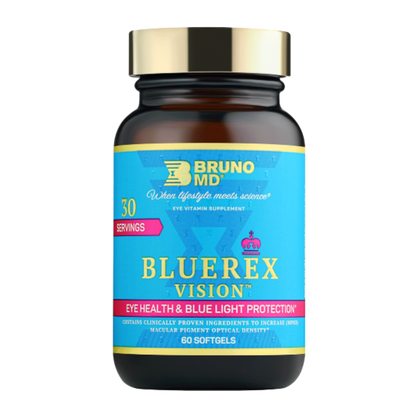 BRUNO
MD®
When lifestyle meets science®
EYE VITAMIN SUPPLEMENT
30
SERVINGS
BLUEREX
VISION™
EYE HEALTH & BLUE LIGHT PROTECTION*
CONTAINS CLINICALLY PROVEN INGREDIENTS TO INCREASE
MACULAR PIGMENT OPTICAL DENSITY*
60 SOFTGELS